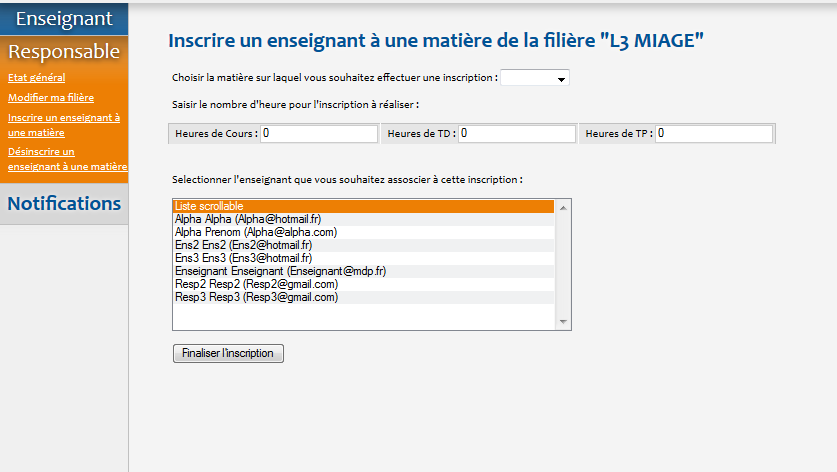 Enseignant
Responsable
Etat général
Modifier ma filière
Inscrire un enseignant à
une matière
Désinscrire un
enseignant à une matière
Notifications
Inscrire un enseignant à une matière de la filière "L3 MIAGE"
Choisir la matière sur laquel vous souhaitez effectuer une inscription :
Saisir le nombre d'heure pour l'inscription à réaliser :
Heures de Cours : 0 Heures de TD : 0 Heures de TP : 0
Selectionner l'enseignant que vous souhaitez asscosier à cette inscription :
Liste scrollable
Alpha Alpha (Alpha@hotmail.fr)
Alpha Prenom (Alpha@alpha.com)
Ens2 Ens2 (Ens2@hotmail.fr)
Ens3 Ens3 (Ens3@hotmail.fr)
Enseignant Enseignant (Enseignant@mdp.fr)
Resp2 Resp2 (Resp2@gmail.com)
Resp3 Resp3 (Resp3@gmail.com)
Finaliser l'inscription